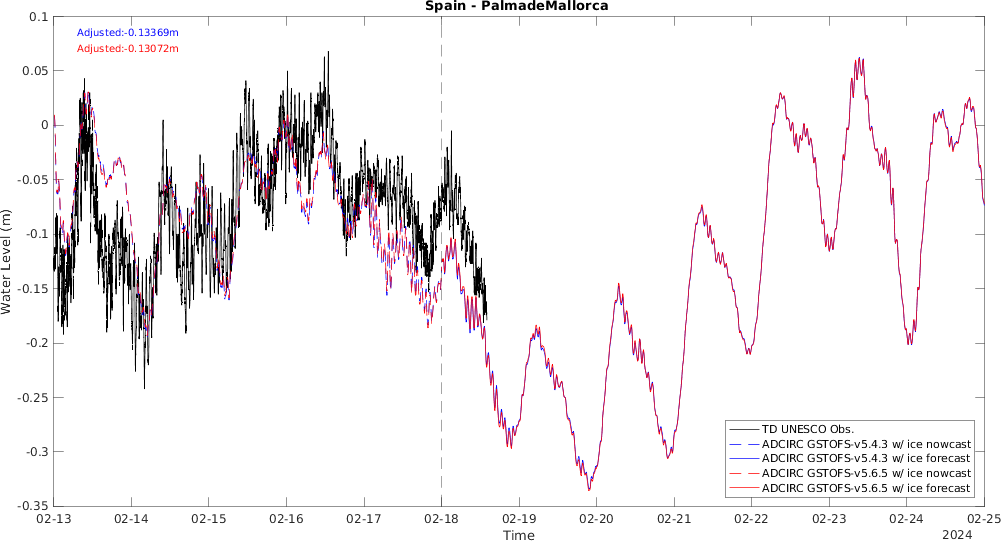 Spain - PalmadeMallorca
Adjusted:-0.13369m
Adjusted:-0.13072m
0.1
0.05
0
-0.05
-0.1
-0.15
-0.2
-0.25
-0.3
-0.35
Water Level (m)
TD UNESCO Obs.
ADCIRC GSTOFS-v5.4.3 w/ ice nowcast
ADCIRC GSTOFS-v5.4.3 w/ ice forecast
ADCIRC GSTOFS-v5.6.5 w/ ice nowcast
ADCIRC GSTOFS-v5.6.5 w/ ice forecast
02-13 02-14 02-15 02-16 02-17 02-18 02-19 02-20 02-21 02-22 02-23 02-24 02-25
Time
2024